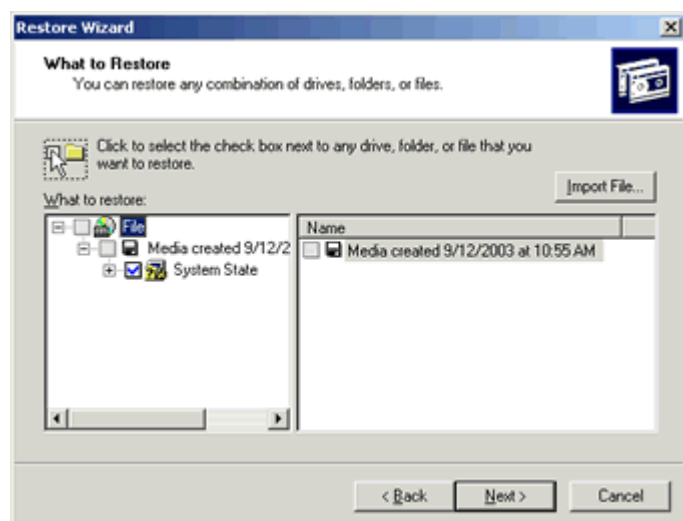 Restore Wizard
What to Restore
You can restore any combination of drives, folders, or files.
Click to select the check box next to any drive, folder, or file that you
want to restore.
Import File...
What to restore:
File
Media created 9/12/2
System State
Name
Media created 9/12/2003 at 10:55 AM
< Back
Next >
Cancel